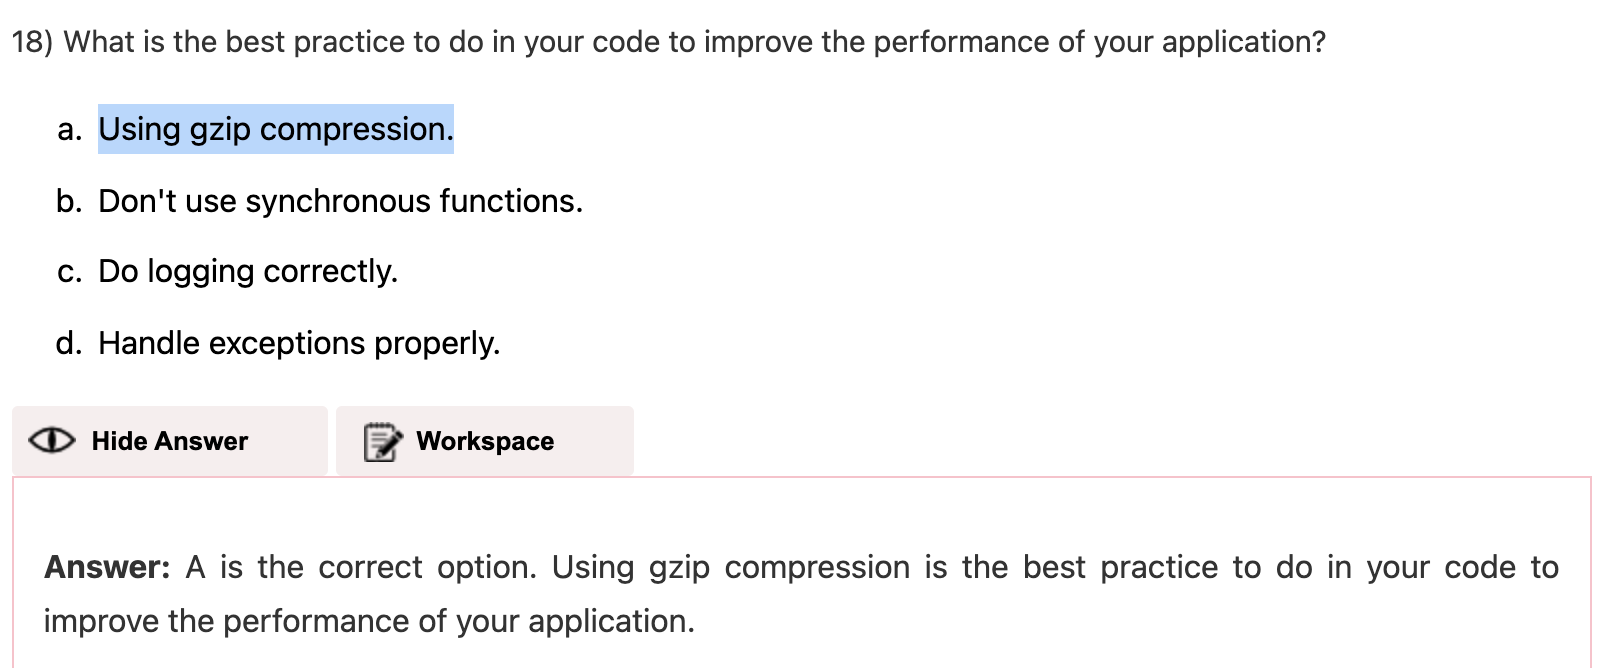 18) What is the best practice to do in your code to improve the performance of your application?
a. Using gzip compression.
b. Don't use synchronous functions.
c. Do logging correctly.
d. Handle exceptions properly.
Hide Answer Workspace
Answer: A is the correct option. Using gzip compression is the best practice to do in your code to
improve the performance of your application.